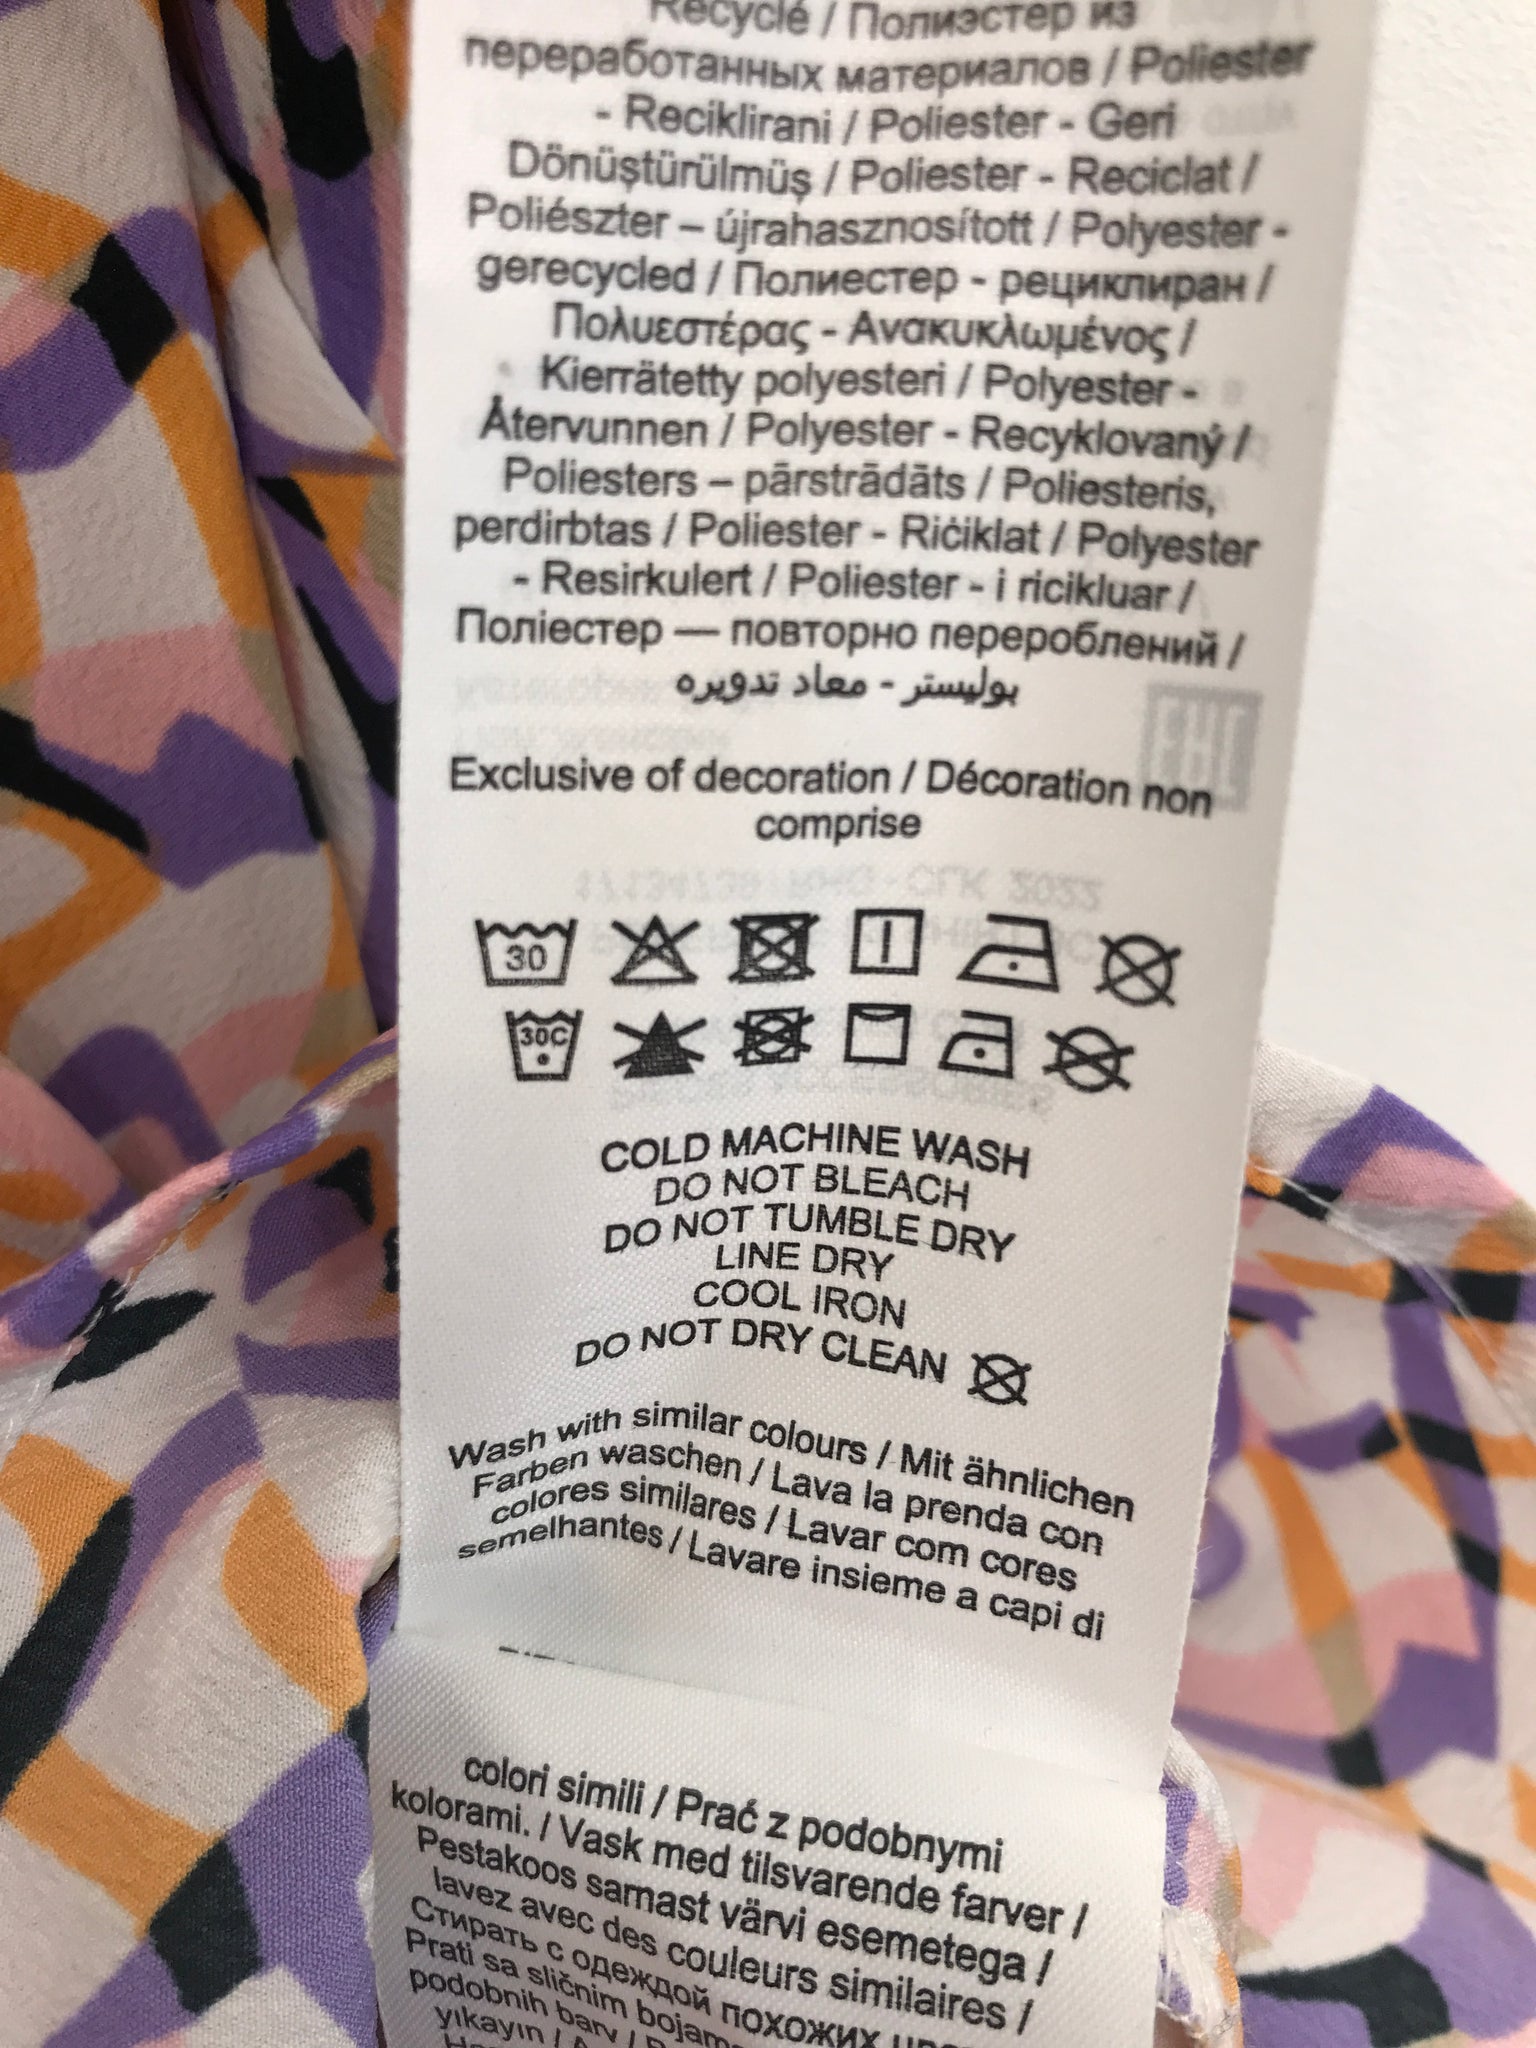 Recyclé / Полиэстер из
переработанных материалов / Poliester
- Reciklirani / Poliester - Geri
Dönüştürülmüş / Poliester - Reciclat /
Poliészter – újrahasznosított / Polyester -
gerecycled / Полиестер - рециклиран /
Πολυεστέρας - Ανακυκλωμένος /
Kierrätetty polyesteri / Polyester -
Återvunnen / Polyester - Recyklovaný /
Poliesters – pārstrādāts / Poliesteris,
perdirbtas / Poliester - Riċiklat / Polyester
- Resirkulert / Poliester - i ricikluar /
Поліестер — повторно перероблений /
بوليستر - معاد تدويره
Exclusive of decoration / Décoration non
comprise
30
30C
COLD MACHINE WASH
DO NOT BLEACH
DO NOT TUMBLE DRY
LINE DRY
COOL IRON
DO NOT DRY CLEAN
Wash with similar colours / Mit ähnlichen
Farben waschen / Lava la prenda con
colores similares / Lavar com cores
semelhantes / Lavare insieme a capi di
colori simili / Prać z podobnymi
kolorami. / Vask med tilsvarende farver /
Pestakoos samast värvi esemetega /
lavez avec des couleurs similaires /
Стирать с одеждой похожих
Prati sa sličnim bojam
podobnih barv /
yıkayın /